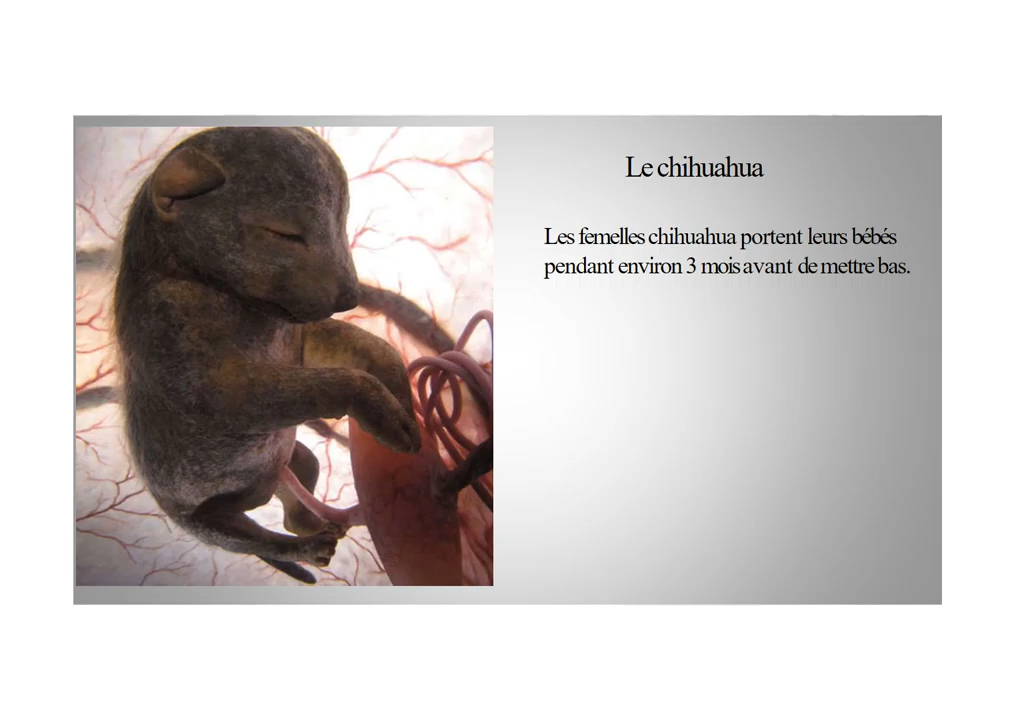 Le chihuahua
Les femelles chihuahua portent leurs bébés
pendant environ 3 mois avant de mettre bas.